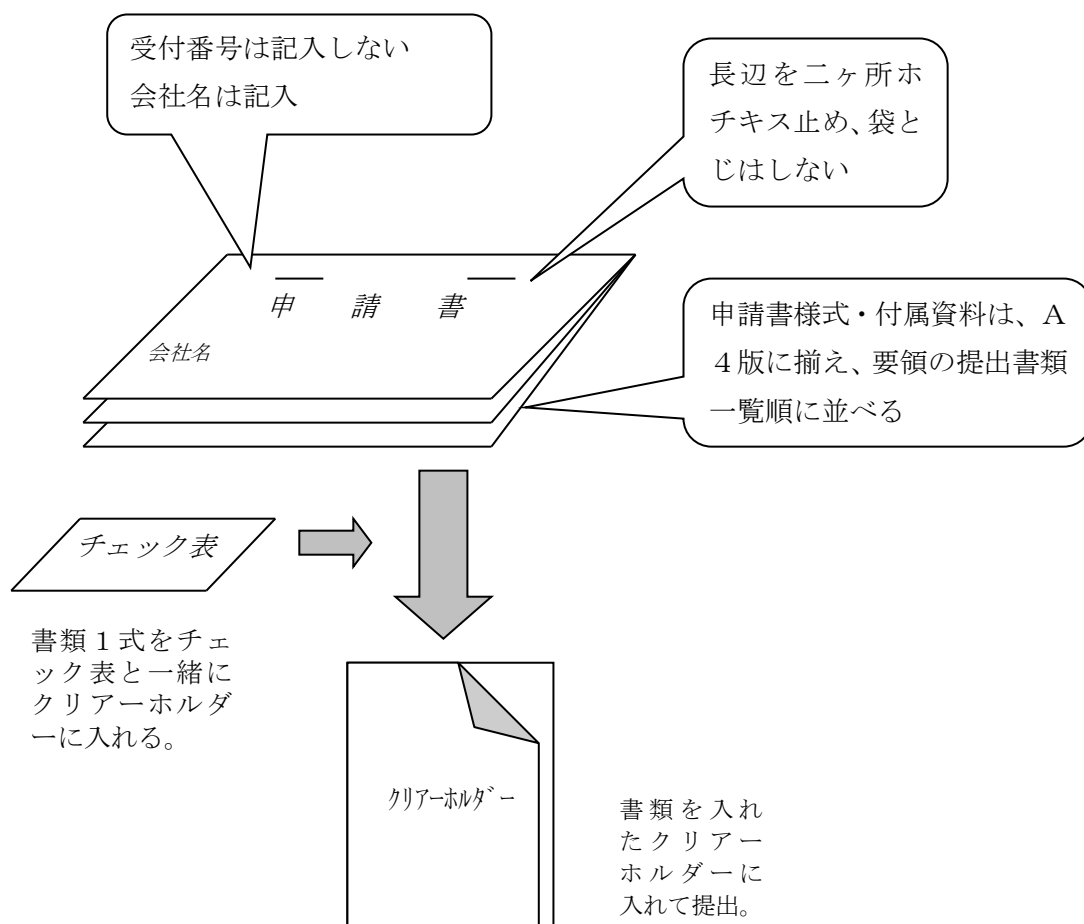 受付番号は記入しない
会社名は記入
長辺を二ヶ所ホ
チキス止め、袋と
じはしない
申　請　書
会社名
申請書様式・付属資料は、Ａ
４版に揃え、要領の提出書類
一覧順に並べる
チェック表
書類１式をチェ
ック表と一緒に
クリアーホルダ
ーに入れる。
ｸﾘｱｰﾎﾙﾀﾞｰ
書類を入れ
たクリアー
ホルダーに
入れて提出。